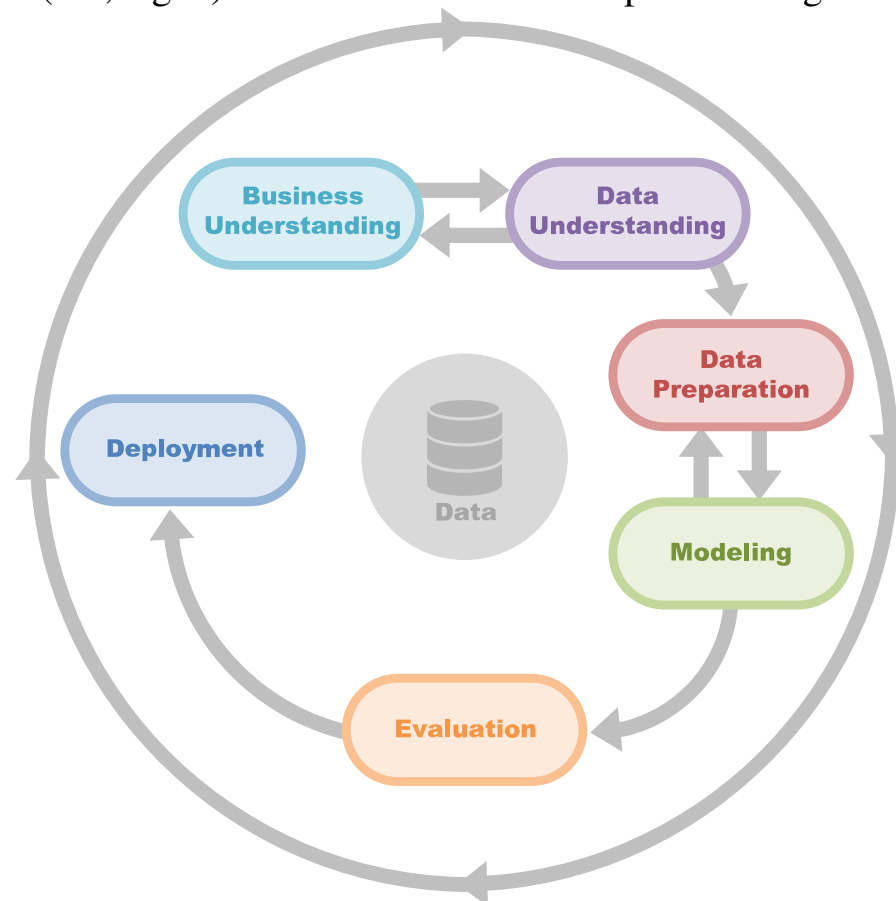 Business
Understanding
Data
Understanding
Data
Preparation
Deployment
Data
Modeling
Evaluation